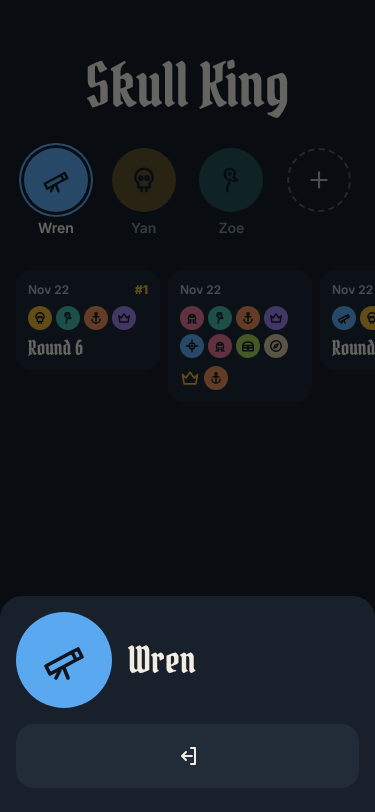 Skull King
Wren Yan Zoe
Nov 22 #1
Round 6
Nov 22
Nov 22
Round
Wren